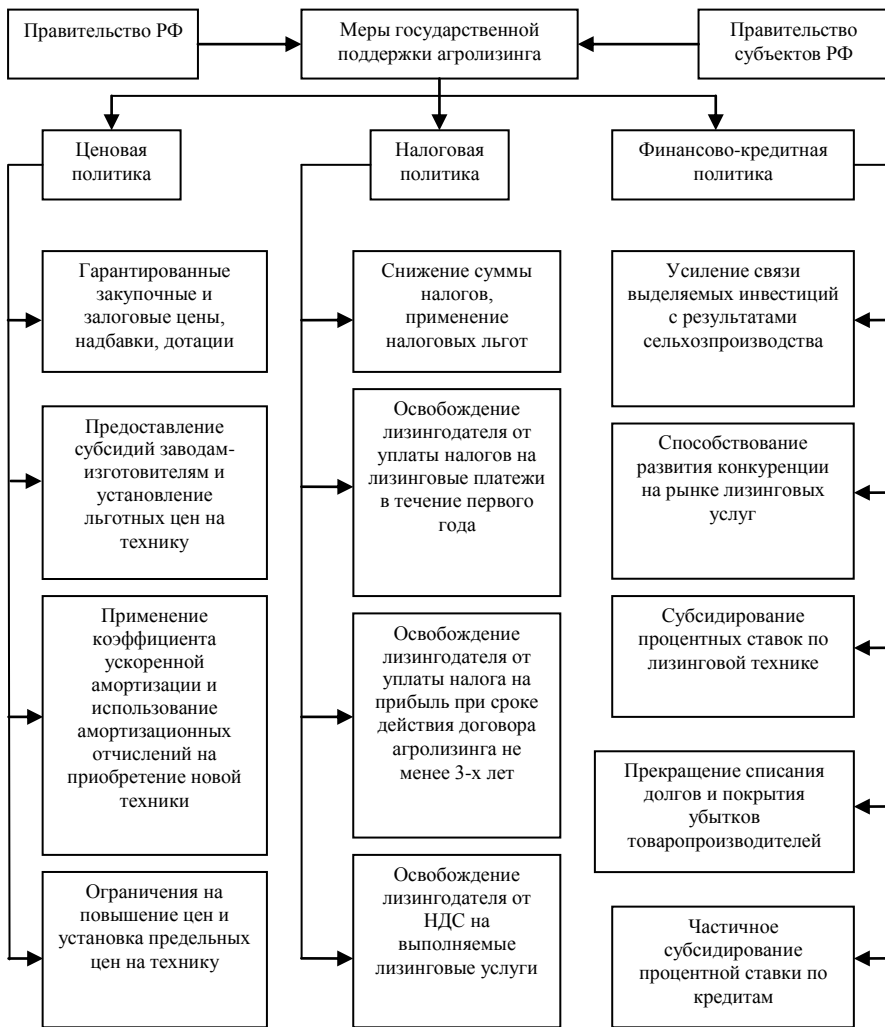 Правительство РФ
Меры государственной
поддержки агролизинга
Правительство
субъектов РФ
Ценовая
политика
Налоговая
политика
Финансово-кредитная
политика
Гарантированные
закупочные и
залоговые цены,
надбавки, дотации
Предоставление
субсидий заводам-
изготовителям и
установление
льготных цен на
технику
Применение
коэффициента
ускоренной
амортизации и
использование
амортизационных
отчислений на
приобретение новой
техники
Ограничения на
повышение цен и
установка предельных
цен на технику
Снижение суммы
налогов,
применение
налоговых льгот
Освобождение
лизингодателя от
уплаты налогов на
лизинговые платежи
в течение первого
года
Освобождение
лизингодателя от
уплаты налога на
прибыль при сроке
действия договора
агролизинга не
менее 3-х лет
Освобождение
лизингодателя от
НДС на
выполняемые
лизинговые услуги
Усиление связи
выделяемых инвестиций
с результатами
сельхозпроизводства
Способствование
развития конкуренции
на рынке лизинговых
услуг
Субсидирование
процентных ставок по
лизинговой технике
Прекращение списания
долгов и покрытия
убытков
товаропроизводителей
Частичное
субсидирование
процентной ставки по
кредитам